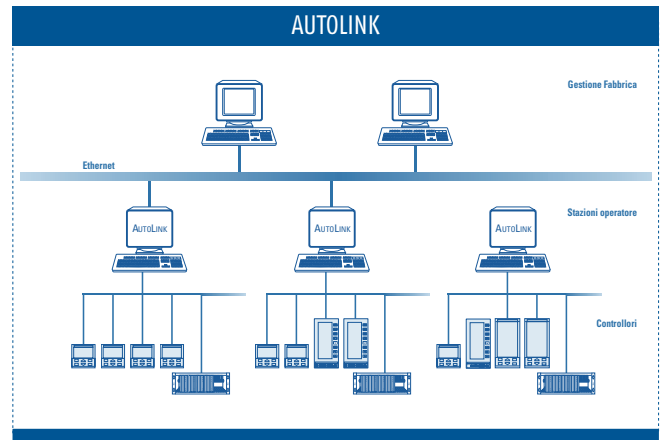 AUTOLINK
Gestione Fabbrica
Ethernet
Stazioni operatore
AUTOLINK
AUTOLINK
AUTOLINK
Controllori